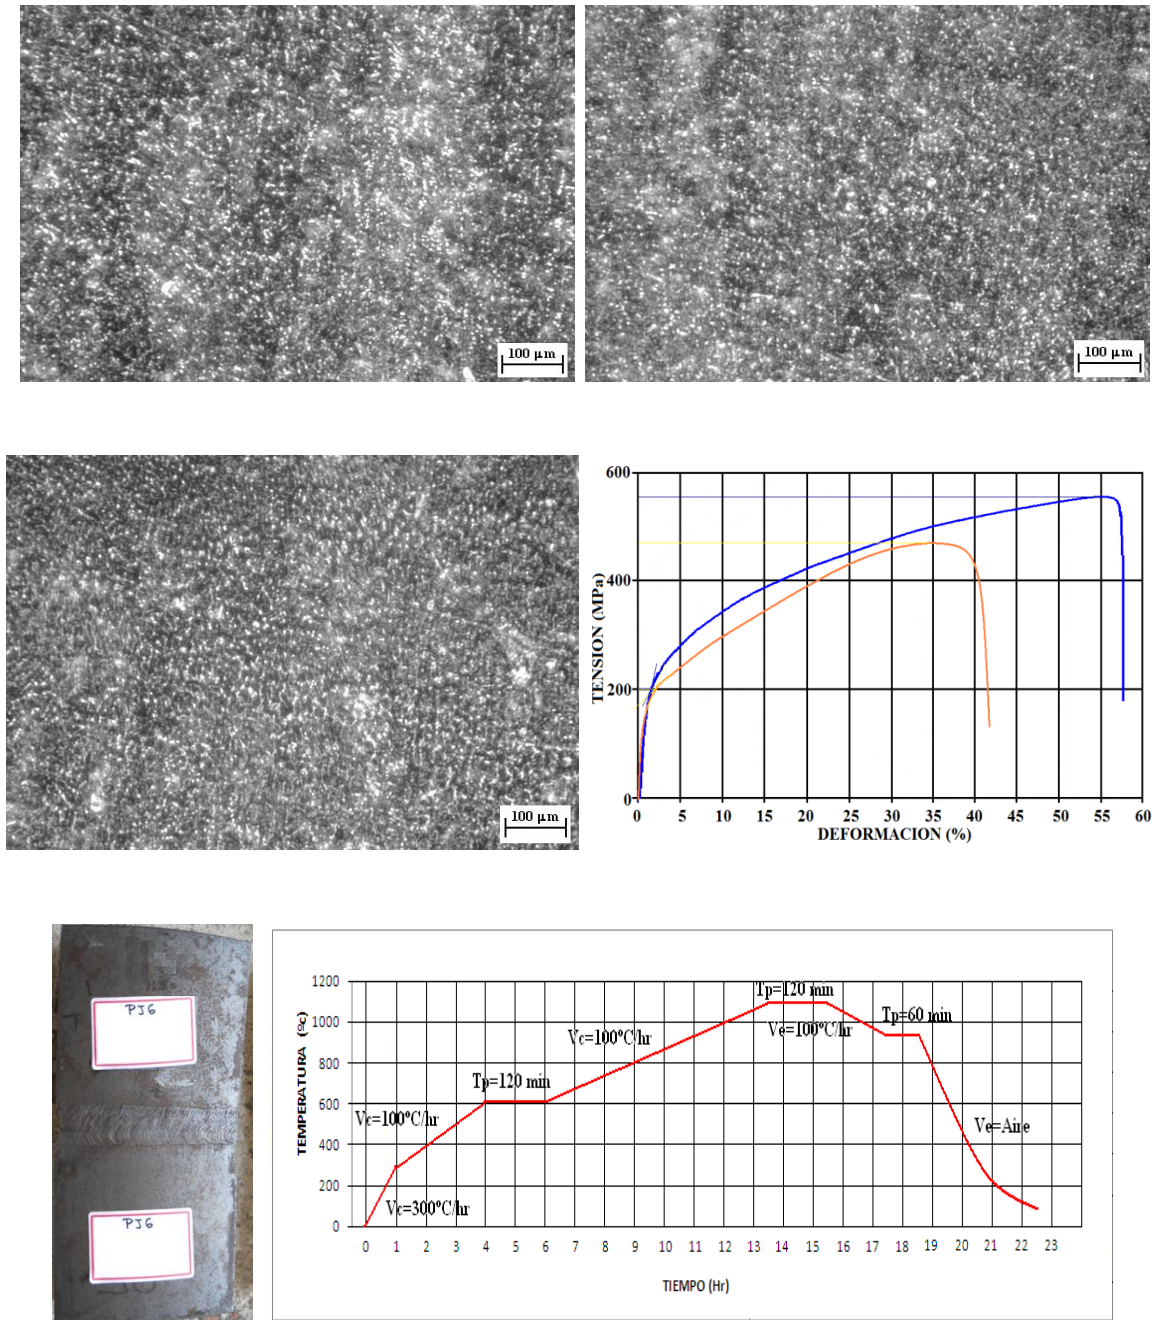 100 µm
100 µm
100 µm
TENSION (MPa)
600
400
200
0
0 5 10 15 20 25 30 35 40 45 50 55 60
DEFORMACION (%)
PJ6
PJ6
TEMPERATURA (ºc)
1200
1000
800
600
400
200
0
Tp=120 min
Tp=60 min
Vc=100ºC/hr
Ve=100ºC/hr
Tp=120 min
Vc=100ºC/hr
Ve=Aire
Vc=300ºC/hr
0 1 2 3 4 5 6 7 8 9 10 11 12 13 14 15 16 17 18 19 20 21 22 23
TIEMPO (Hr)